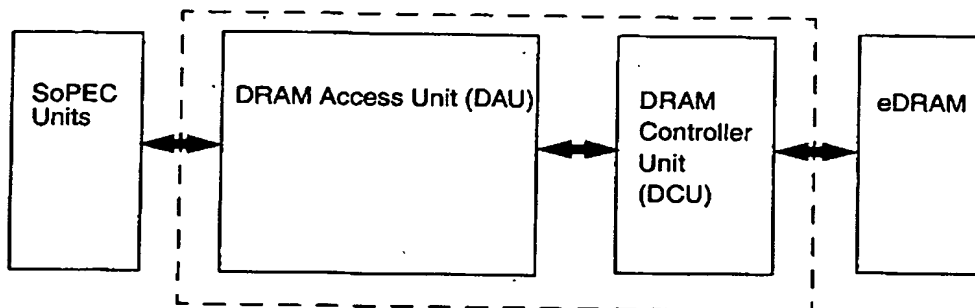 SoPEC
Units
DRAM Access Unit (DAU)
DRAM
Controller
Unit
(DCU)
eDRAM